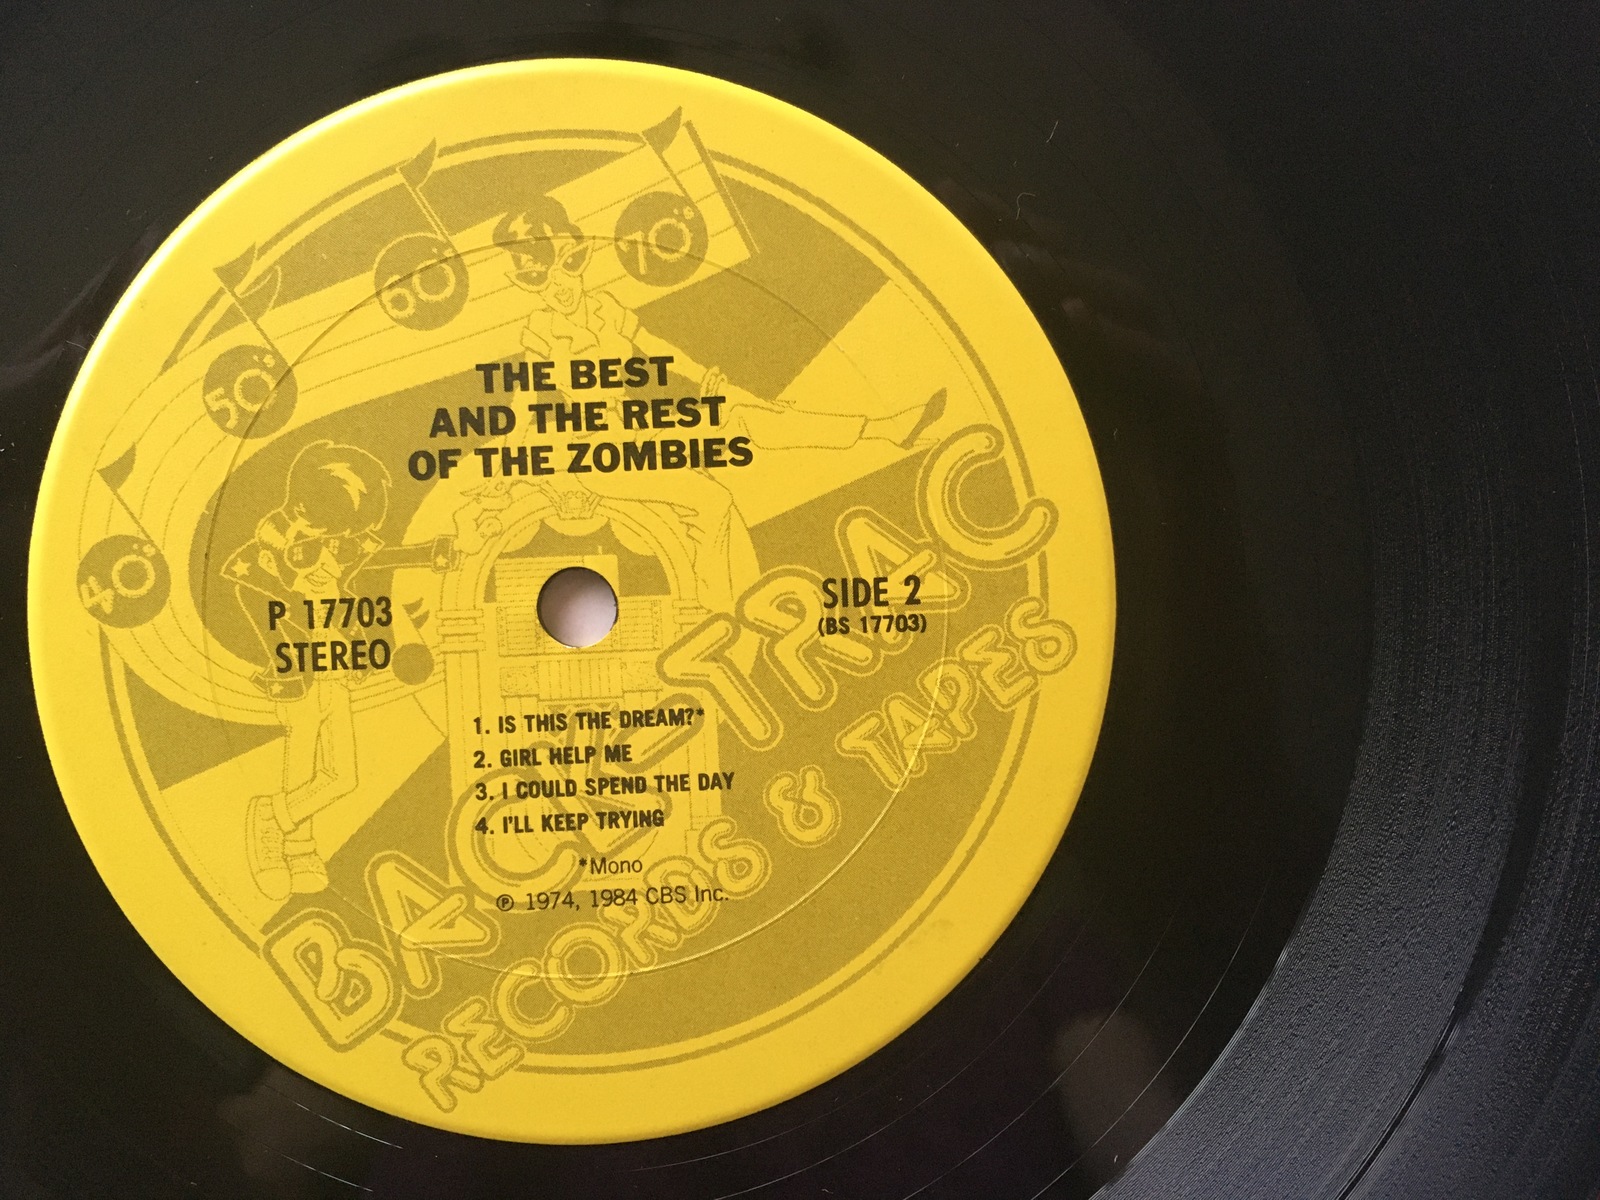 40's
50's
60's
70's
THE BEST
AND THE REST
OF THE ZOMBIES
P 17703
STEREO
SIDE 2
(BS 17703)
1. IS THIS THE DREAM?*
2. GIRL HELP ME
3. I COULD SPEND THE DAY
4. I'LL KEEP TRYING
*Mono
℗ 1974, 1984 CBS Inc.
BACK-TRAC
RECORDS & TAPES